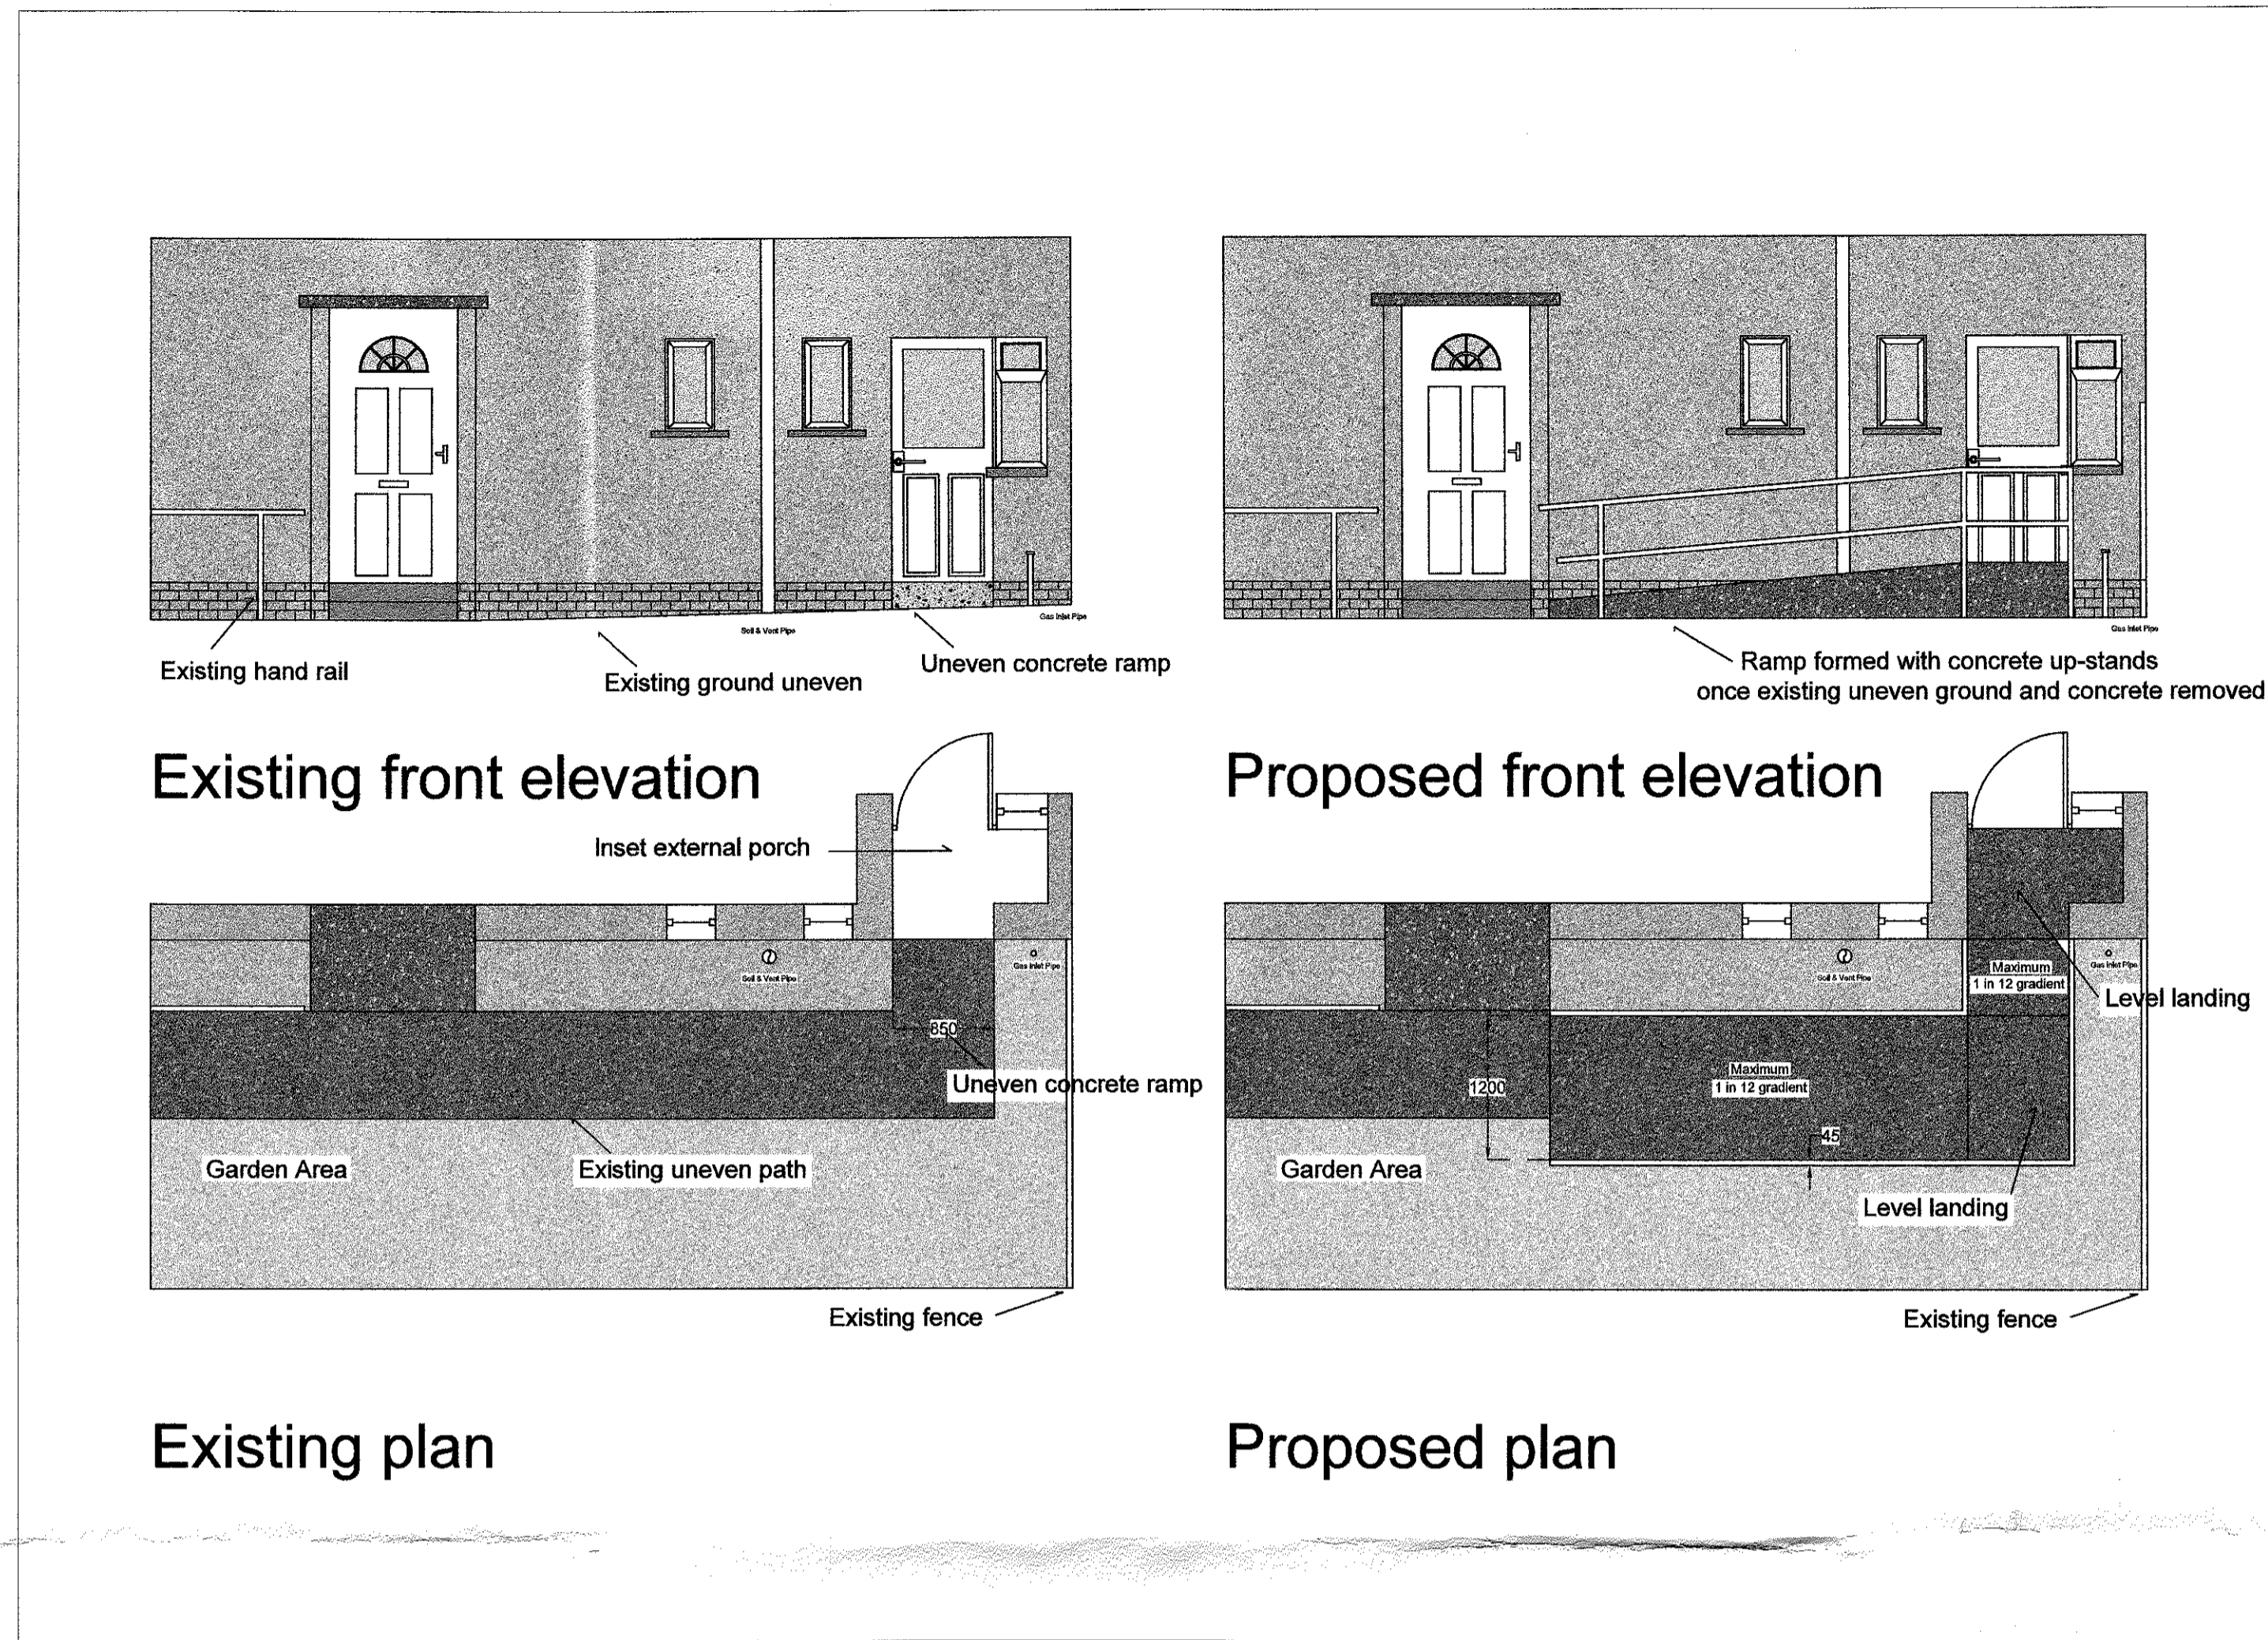 Soil & Vent Pipe
Gas Inlet Pipe
Existing hand rail
Existing ground uneven
Uneven concrete ramp
Existing front elevation
Inset external porch
Soil & Vent Pipe
Gas Inlet Pipe
850
Uneven concrete ramp
Garden Area
Existing uneven path
Existing fence
Existing plan
Gas Inlet Pipe
Ramp formed with concrete up-stands
once existing uneven ground and concrete removed
Proposed front elevation
Soil & Vent Pipe
Maximum
1 in 12 gradient
Gas Inlet Pipe
Level landing
Maximum
1 in 12 gradient
1200
45
Garden Area
Level landing
Existing fence
Proposed plan